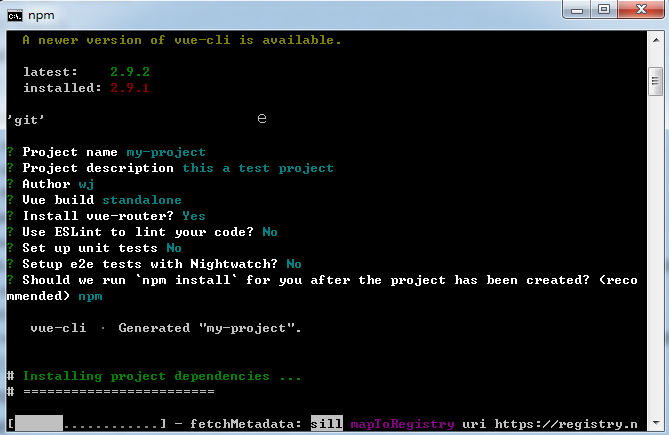 npm
A newer version of vue-cli is available.
latest: 2.9.2
installed: 2.9.1
'git' e
? Project name my-project
? Project description this a test project
? Author wj
? Vue build standalone
? Install vue-router? Yes
? Use ESLint to lint your code? No
? Set up unit tests No
? Setup e2e tests with Nightwatch? No
? Should we run `npm install` for you after the project has been created? (reco
mmended) npm
vue-cli · Generated "my-project".
# Installing project dependencies ...
# ========================
[      ............] - fetchMetadata: sill mapToRegistry uri https://registry.n